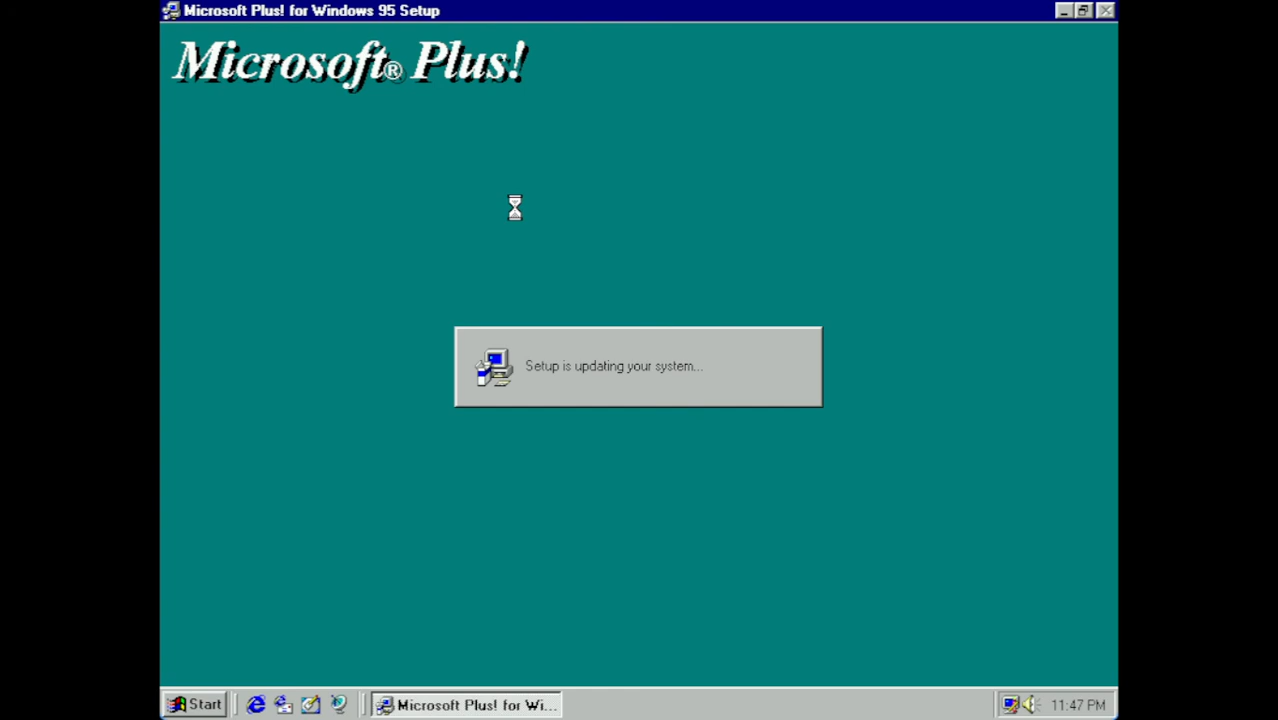 Microsoft Plus! for Windows 95 Setup
Microsoft® Plus!
Setup is updating your system...
Start
Microsoft Plus! for Wi...
11:47 PM